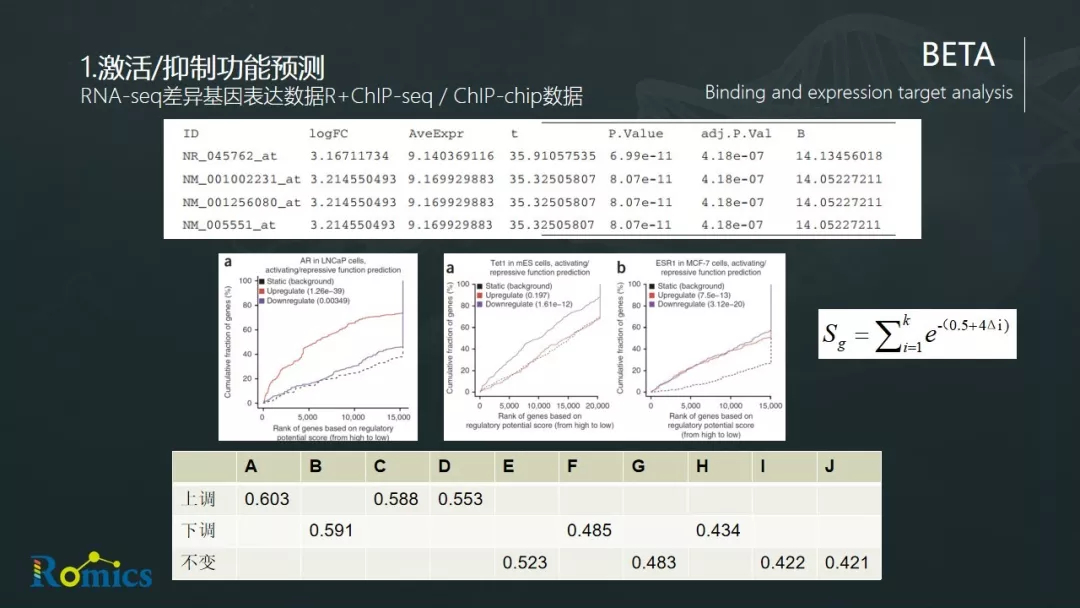 1.激活/抑制功能预测
RNA-seq差异基因表达数据R+ChIP-seq / ChIP-chip数据
BETA
Binding and expression target analysis
ID logFC AveExpr t P.Value adj.P.Val B
NR_045762_at 3.16711734 9.140369116 35.91057535 6.99e-11 4.18e-07 14.13456018
NM_001002231_at 3.214550493 9.169929883 35.32505807 8.07e-11 4.18e-07 14.05227211
NM_001256080_at 3.214550493 9.169929883 35.32505807 8.07e-11 4.18e-07 14.05227211
NM_005551_at 3.214550493 9.169929883 35.32505807 8.07e-11 4.18e-07 14.05227211
a
AR in LNCaP cells,
activating/repressive function prediction
Static (background)
Upregulate (1.26e–39)
Downregulate (0.00349)
Cumulative fraction of genes (%)
100
80
60
40
20
0
0 5,000 10,000 15,000
Rank of genes based on regulatory
potential score (from high to low)
a
Tet1 in mES cells, activating/
repressive function prediction
Static (background)
Upregulate (0.197)
Downregulate (1.61e–12)
Cumulative fraction of genes (%)
100
80
60
40
20
0
0 5,000 10,000 15,000 20,000
Rank of genes based on
regulatory potential score (from high to low)
b
ESR1 in MCF-7 cells, activating/
repressive function prediction
Static (background)
Upregulate (7.5e–13)
Downregulate (3.12e–20)
Cumulative fraction of genes (%)
100
80
60
40
20
0
0 5,000 10,000 15,000
Rank of genes based on
regulatory potential score
(from high to low)
S_g = ∑_{i=1}^{k} e^{-(0.5+4Δi)}
A B C D E F G H I J
上调 0.603 0.588 0.553
下调 0.591 0.485 0.434
不变 0.523 0.483 0.422 0.421
Romics